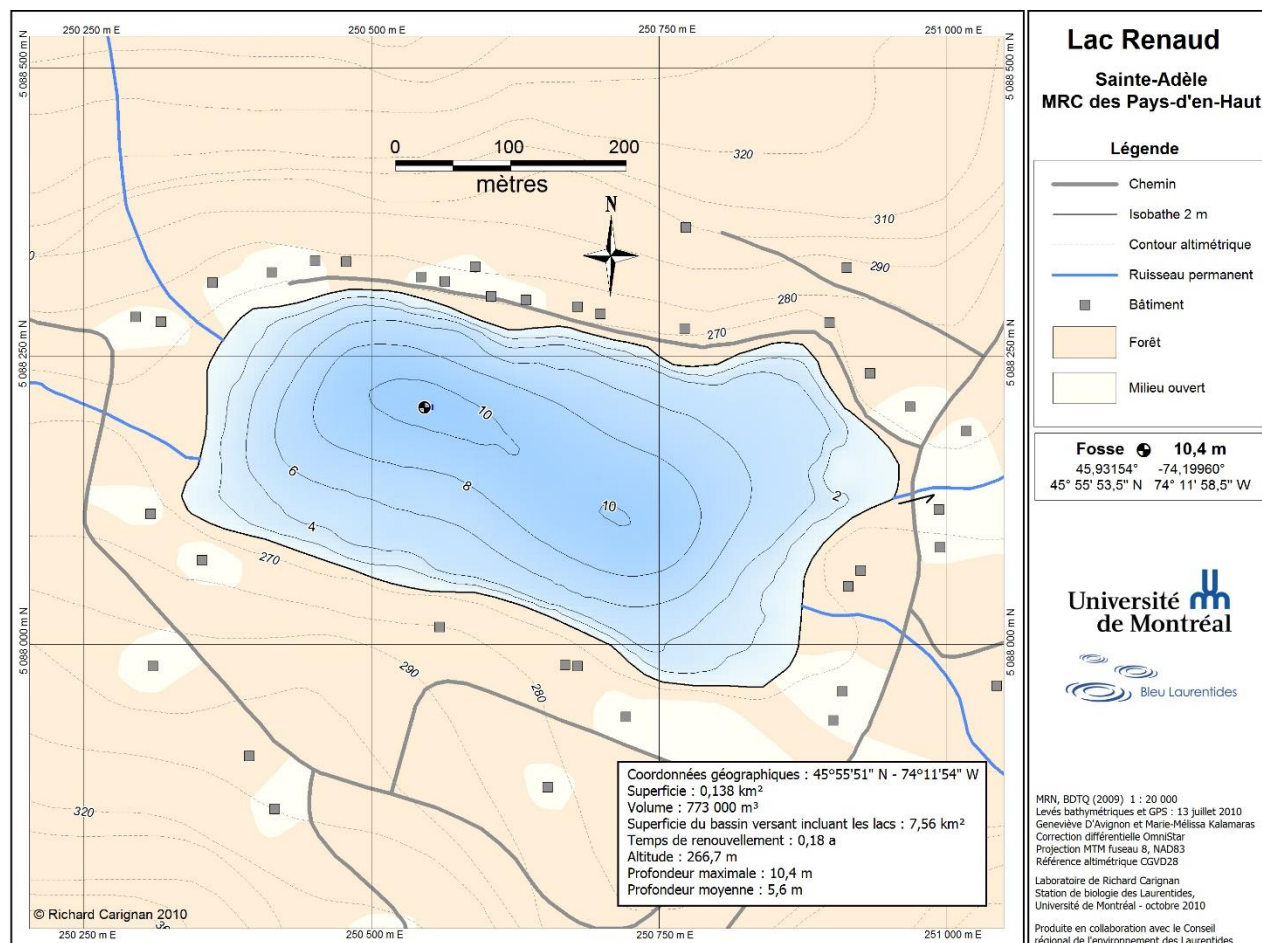 250 250 m E
250 500 m E
250 750 m E
251 000 m E
5 088 500 m N
5 088 500 m N
0 100 200
mètres
N
320
310
290
280
270
5 088 250 m N
5 088 250 m N
10
6
8
4
10
2
270
5 088 000 m N
5 088 000 m N
290
280
320
Coordonnées géographiques : 45°55'51" N - 74°11'54" W
Superficie : 0,138 km²
Volume : 773 000 m³
Superficie du bassin versant incluant les lacs : 7,56 km²
Temps de renouvellement : 0,18 a
Altitude : 266,7 m
Profondeur maximale : 10,4 m
Profondeur moyenne : 5,6 m
© Richard Carignan 2010
250 250 m E
250 500 m E
250 750 m E
251 000 m E
Lac Renaud
Sainte-Adèle
MRC des Pays-d'en-Haut
Légende
Chemin
Isobathe 2 m
Contour altimétrique
Ruisseau permanent
Bâtiment
Forêt
Milieu ouvert
Fosse 10,4 m
45,93154° -74,19960°
45° 55' 53,5" N 74° 11' 58,5" W
Université
de Montréal
Bleu Laurentides
MRN, BDTQ (2009) 1 : 20 000
Levés bathymétriques et GPS : 13 juillet 2010
Geneviève D'Avignon et Marie-Mélissa Kalamaras
Correction différentielle OmniStar
Projection MTM fuseau 8, NAD83
Référence altimétrique CGVD28
Laboratoire de Richard Carignan
Station de biologie des Laurentides,
Université de Montréal - octobre 2010
Produite en collaboration avec le Conseil
régional de l'environnement des Laurentides